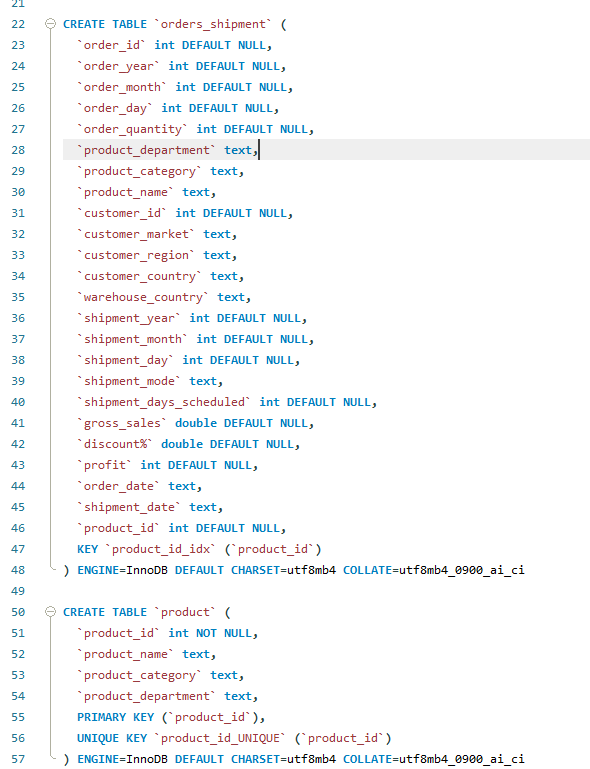 21
22 CREATE TABLE `orders_shipment` (
23 `order_id` int DEFAULT NULL,
24 `order_year` int DEFAULT NULL,
25 `order_month` int DEFAULT NULL,
26 `order_day` int DEFAULT NULL,
27 `order_quantity` int DEFAULT NULL,
28 `product_department` text,
29 `product_category` text,
30 `product_name` text,
31 `customer_id` int DEFAULT NULL,
32 `customer_market` text,
33 `customer_region` text,
34 `customer_country` text,
35 `warehouse_country` text,
36 `shipment_year` int DEFAULT NULL,
37 `shipment_month` int DEFAULT NULL,
38 `shipment_day` int DEFAULT NULL,
39 `shipment_mode` text,
40 `shipment_days_scheduled` int DEFAULT NULL,
41 `gross_sales` double DEFAULT NULL,
42 `discount%` double DEFAULT NULL,
43 `profit` int DEFAULT NULL,
44 `order_date` text,
45 `shipment_date` text,
46 `product_id` int DEFAULT NULL,
47 KEY `product_id_idx` (`product_id`)
48 ) ENGINE=InnoDB DEFAULT CHARSET=utf8mb4 COLLATE=utf8mb4_0900_ai_ci
49
50 CREATE TABLE `product` (
51 `product_id` int NOT NULL,
52 `product_name` text,
53 `product_category` text,
54 `product_department` text,
55 PRIMARY KEY (`product_id`),
56 UNIQUE KEY `product_id_UNIQUE` (`product_id`)
57 ) ENGINE=InnoDB DEFAULT CHARSET=utf8mb4 COLLATE=utf8mb4_0900_ai_ci